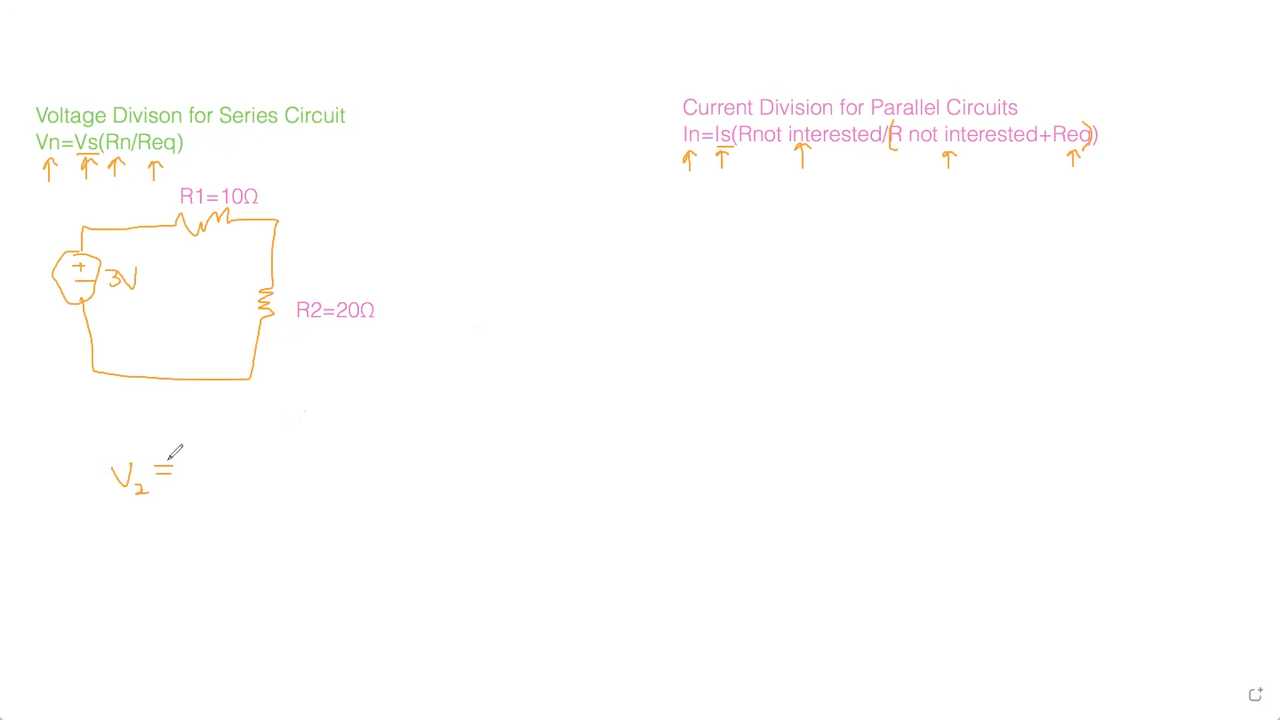 Voltage Divison for Series Circuit
Vn=Vs(Rn/Req)
R1=10Ω
+
3V
R2=20Ω
V2 =
Current Division for Parallel Circuits
In=Is(Rnot interested/(R not interested+Req))